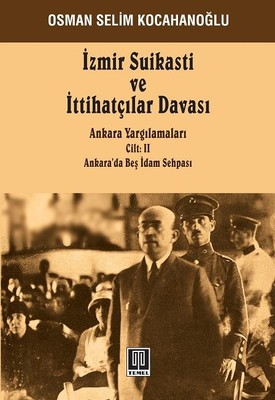 OSMAN SELİM KOCAHANOĞLU
İzmir Suikasti
ve
İttihatçılar Davası
Ankara Yargılamaları
Cilt: II
Ankara'da Beş İdam Sehpası
TEMEL